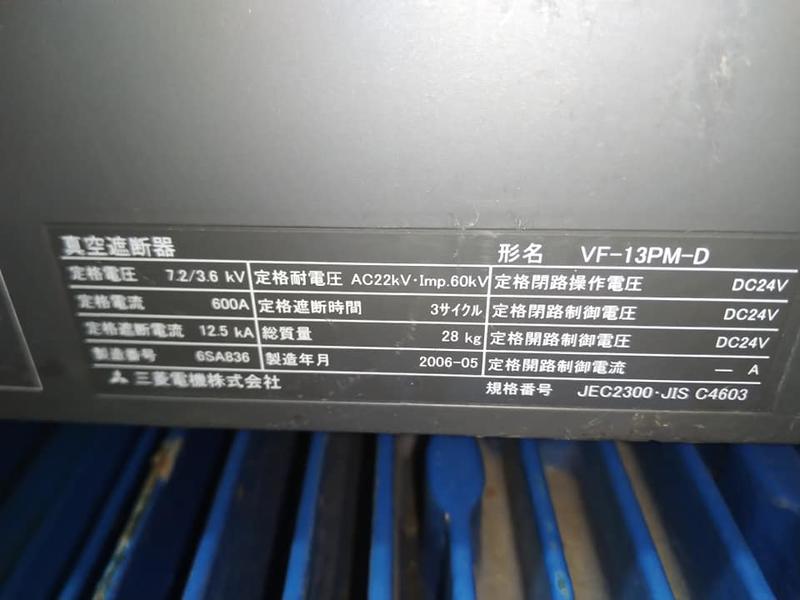 真空遮断器 形名 VF-13PM-D
定格電圧 7.2/3.6 kV 定格耐電圧 AC22kV・Imp.60kV 定格閉路操作電圧 DC24V
定格電流 600A 定格遮断時間 3サイクル 定格閉路制御電圧 DC24V
定格遮断電流 12.5 kA 総質量 28 kg 定格開路制御電圧 DC24V
製造番号 6SA836 製造年月 2006-05 定格開路制御電流 — A
三菱電機株式会社 規格番号 JEC2300・JIS C4603